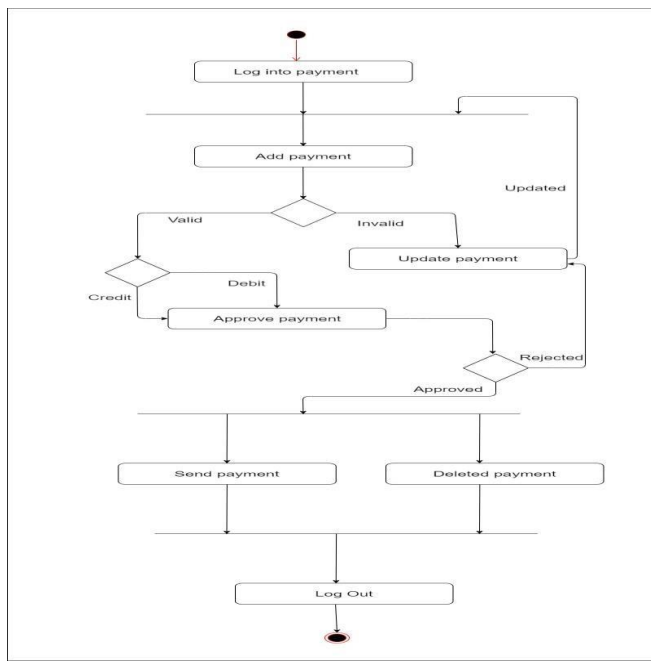 Log into payment
Add payment
Updated
Valid
Invalid
Update payment
Debit
Credit
Approve payment
Rejected
Approved
Send payment
Deleted payment
Log Out